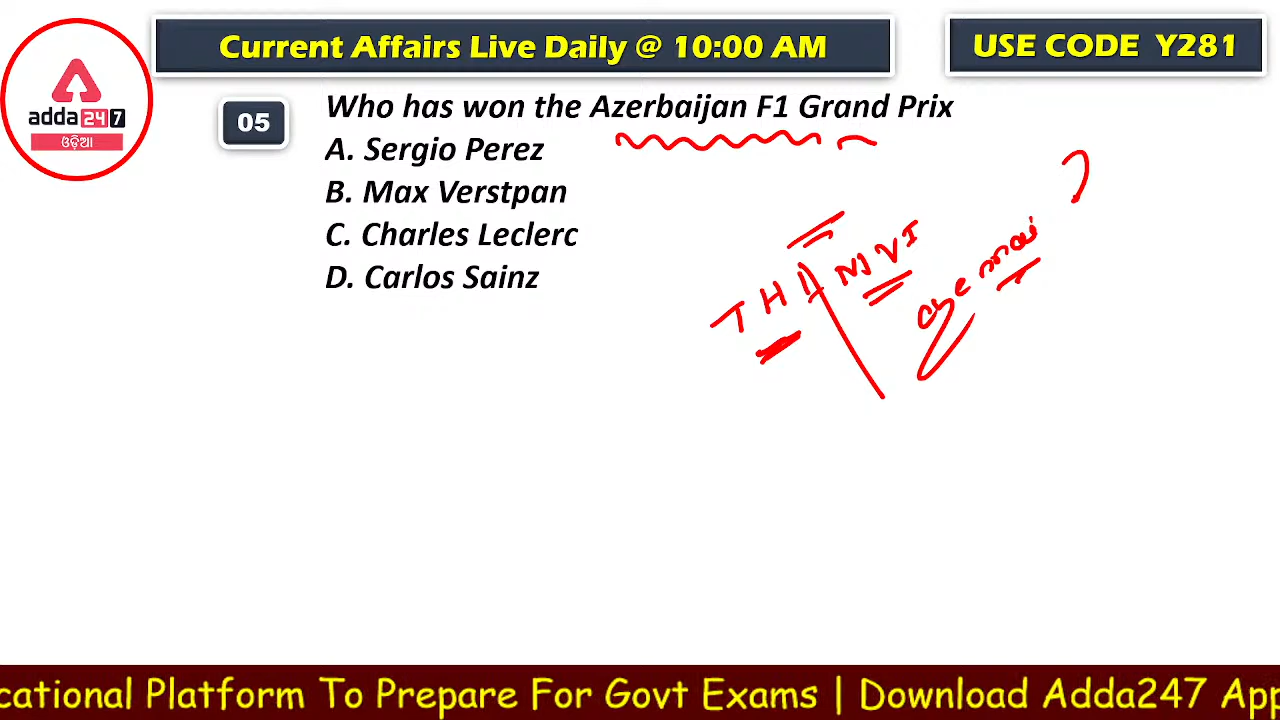 Current Affairs Live Daily @ 10:00 AM
USE CODE Y281
adda247
ଓଡ଼ିଆ
05
Who has won the Azerbaijan F1 Grand Prix
A. Sergio Perez
B. Max Verstpan
C. Charles Leclerc
D. Carlos Sainz
cational Platform To Prepare For Govt Exams | Download Adda247 App